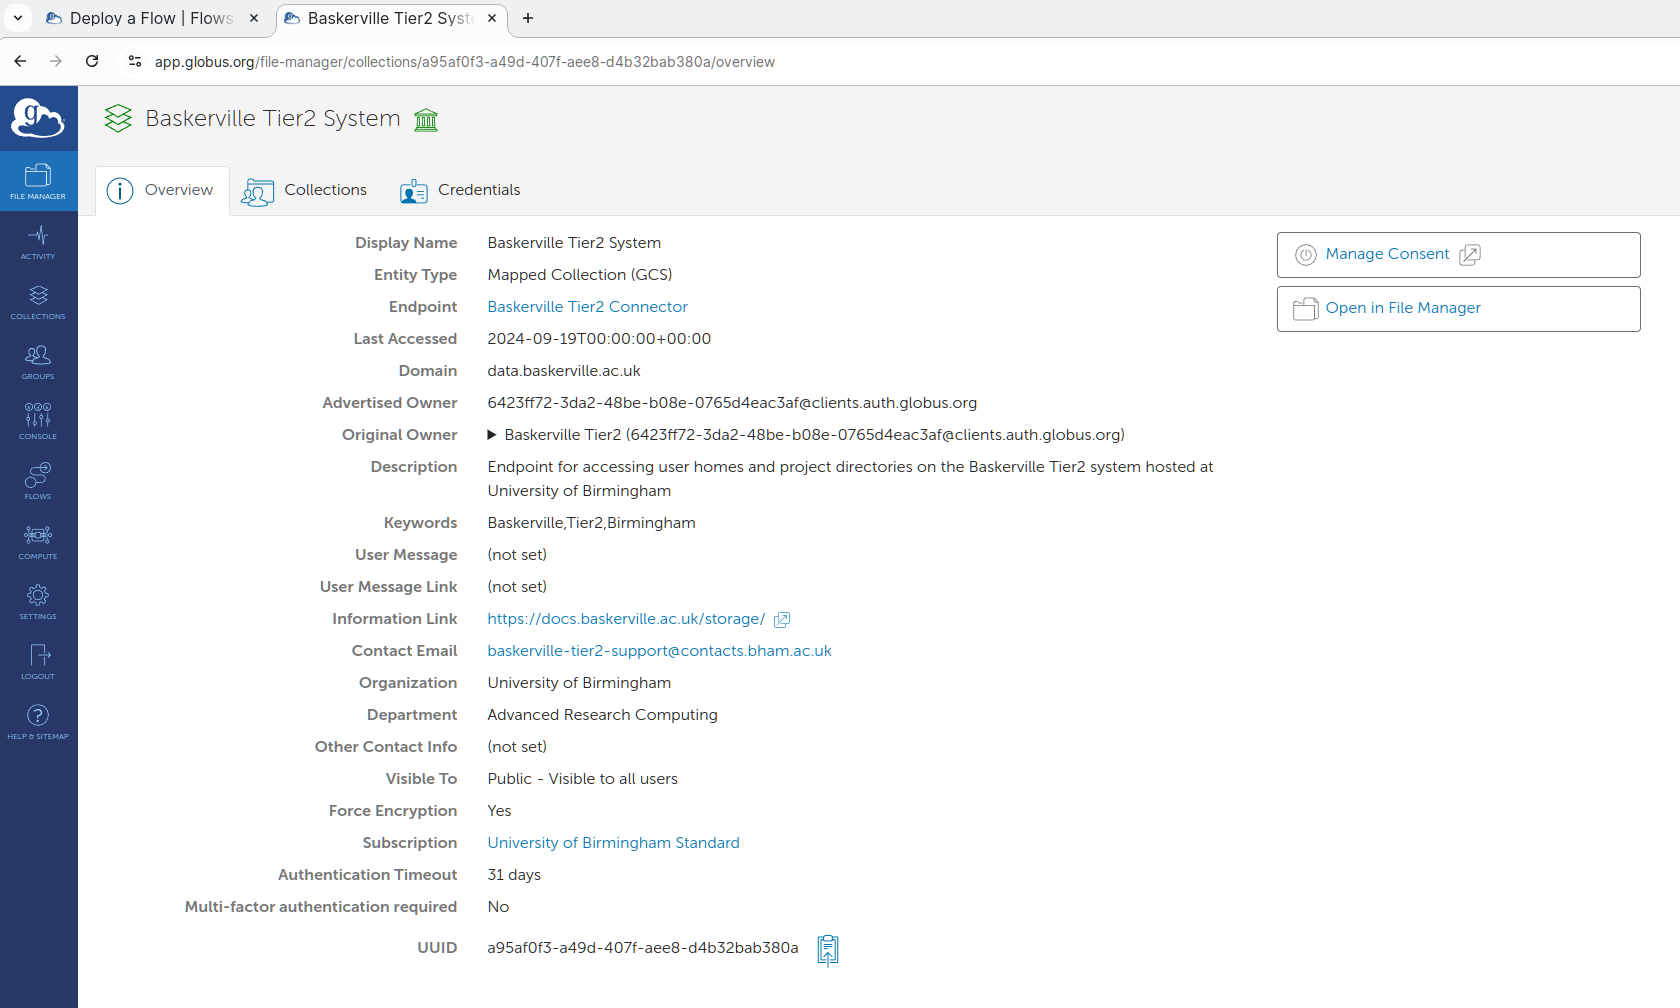 Deploy a Flow | Flows
Baskerville Tier2 Syst
app.globus.org/file-manager/collections/a95af0f3-a49d-407f-aee8-d4b32bab380a/overview
g
Baskerville Tier2 System
FILE MANAGER
ACTIVITY
COLLECTIONS
GROUPS
CONSOLE
FLOWS
COMPUTE
SETTINGS
LOGOUT
HELP & SITEMAP
Overview
Collections
Credentials
Display Name Baskerville Tier2 System
Entity Type Mapped Collection (GCS)
Endpoint Baskerville Tier2 Connector
Last Accessed 2024-09-19T00:00:00+00:00
Domain data.baskerville.ac.uk
Advertised Owner 6423ff72-3da2-48be-b08e-0765d4eac3af@clients.auth.globus.org
Original Owner Baskerville Tier2 (6423ff72-3da2-48be-b08e-0765d4eac3af@clients.auth.globus.org)
Description Endpoint for accessing user homes and project directories on the Baskerville Tier2 system hosted at
University of Birmingham
Keywords Baskerville,Tier2,Birmingham
User Message (not set)
User Message Link (not set)
Information Link https://docs.baskerville.ac.uk/storage/
Contact Email baskerville-tier2-support@contacts.bham.ac.uk
Organization University of Birmingham
Department Advanced Research Computing
Other Contact Info (not set)
Visible To Public - Visible to all users
Force Encryption Yes
Subscription University of Birmingham Standard
Authentication Timeout 31 days
Multi-factor authentication required No
UUID a95af0f3-a49d-407f-aee8-d4b32bab380a
Manage Consent
Open in File Manager